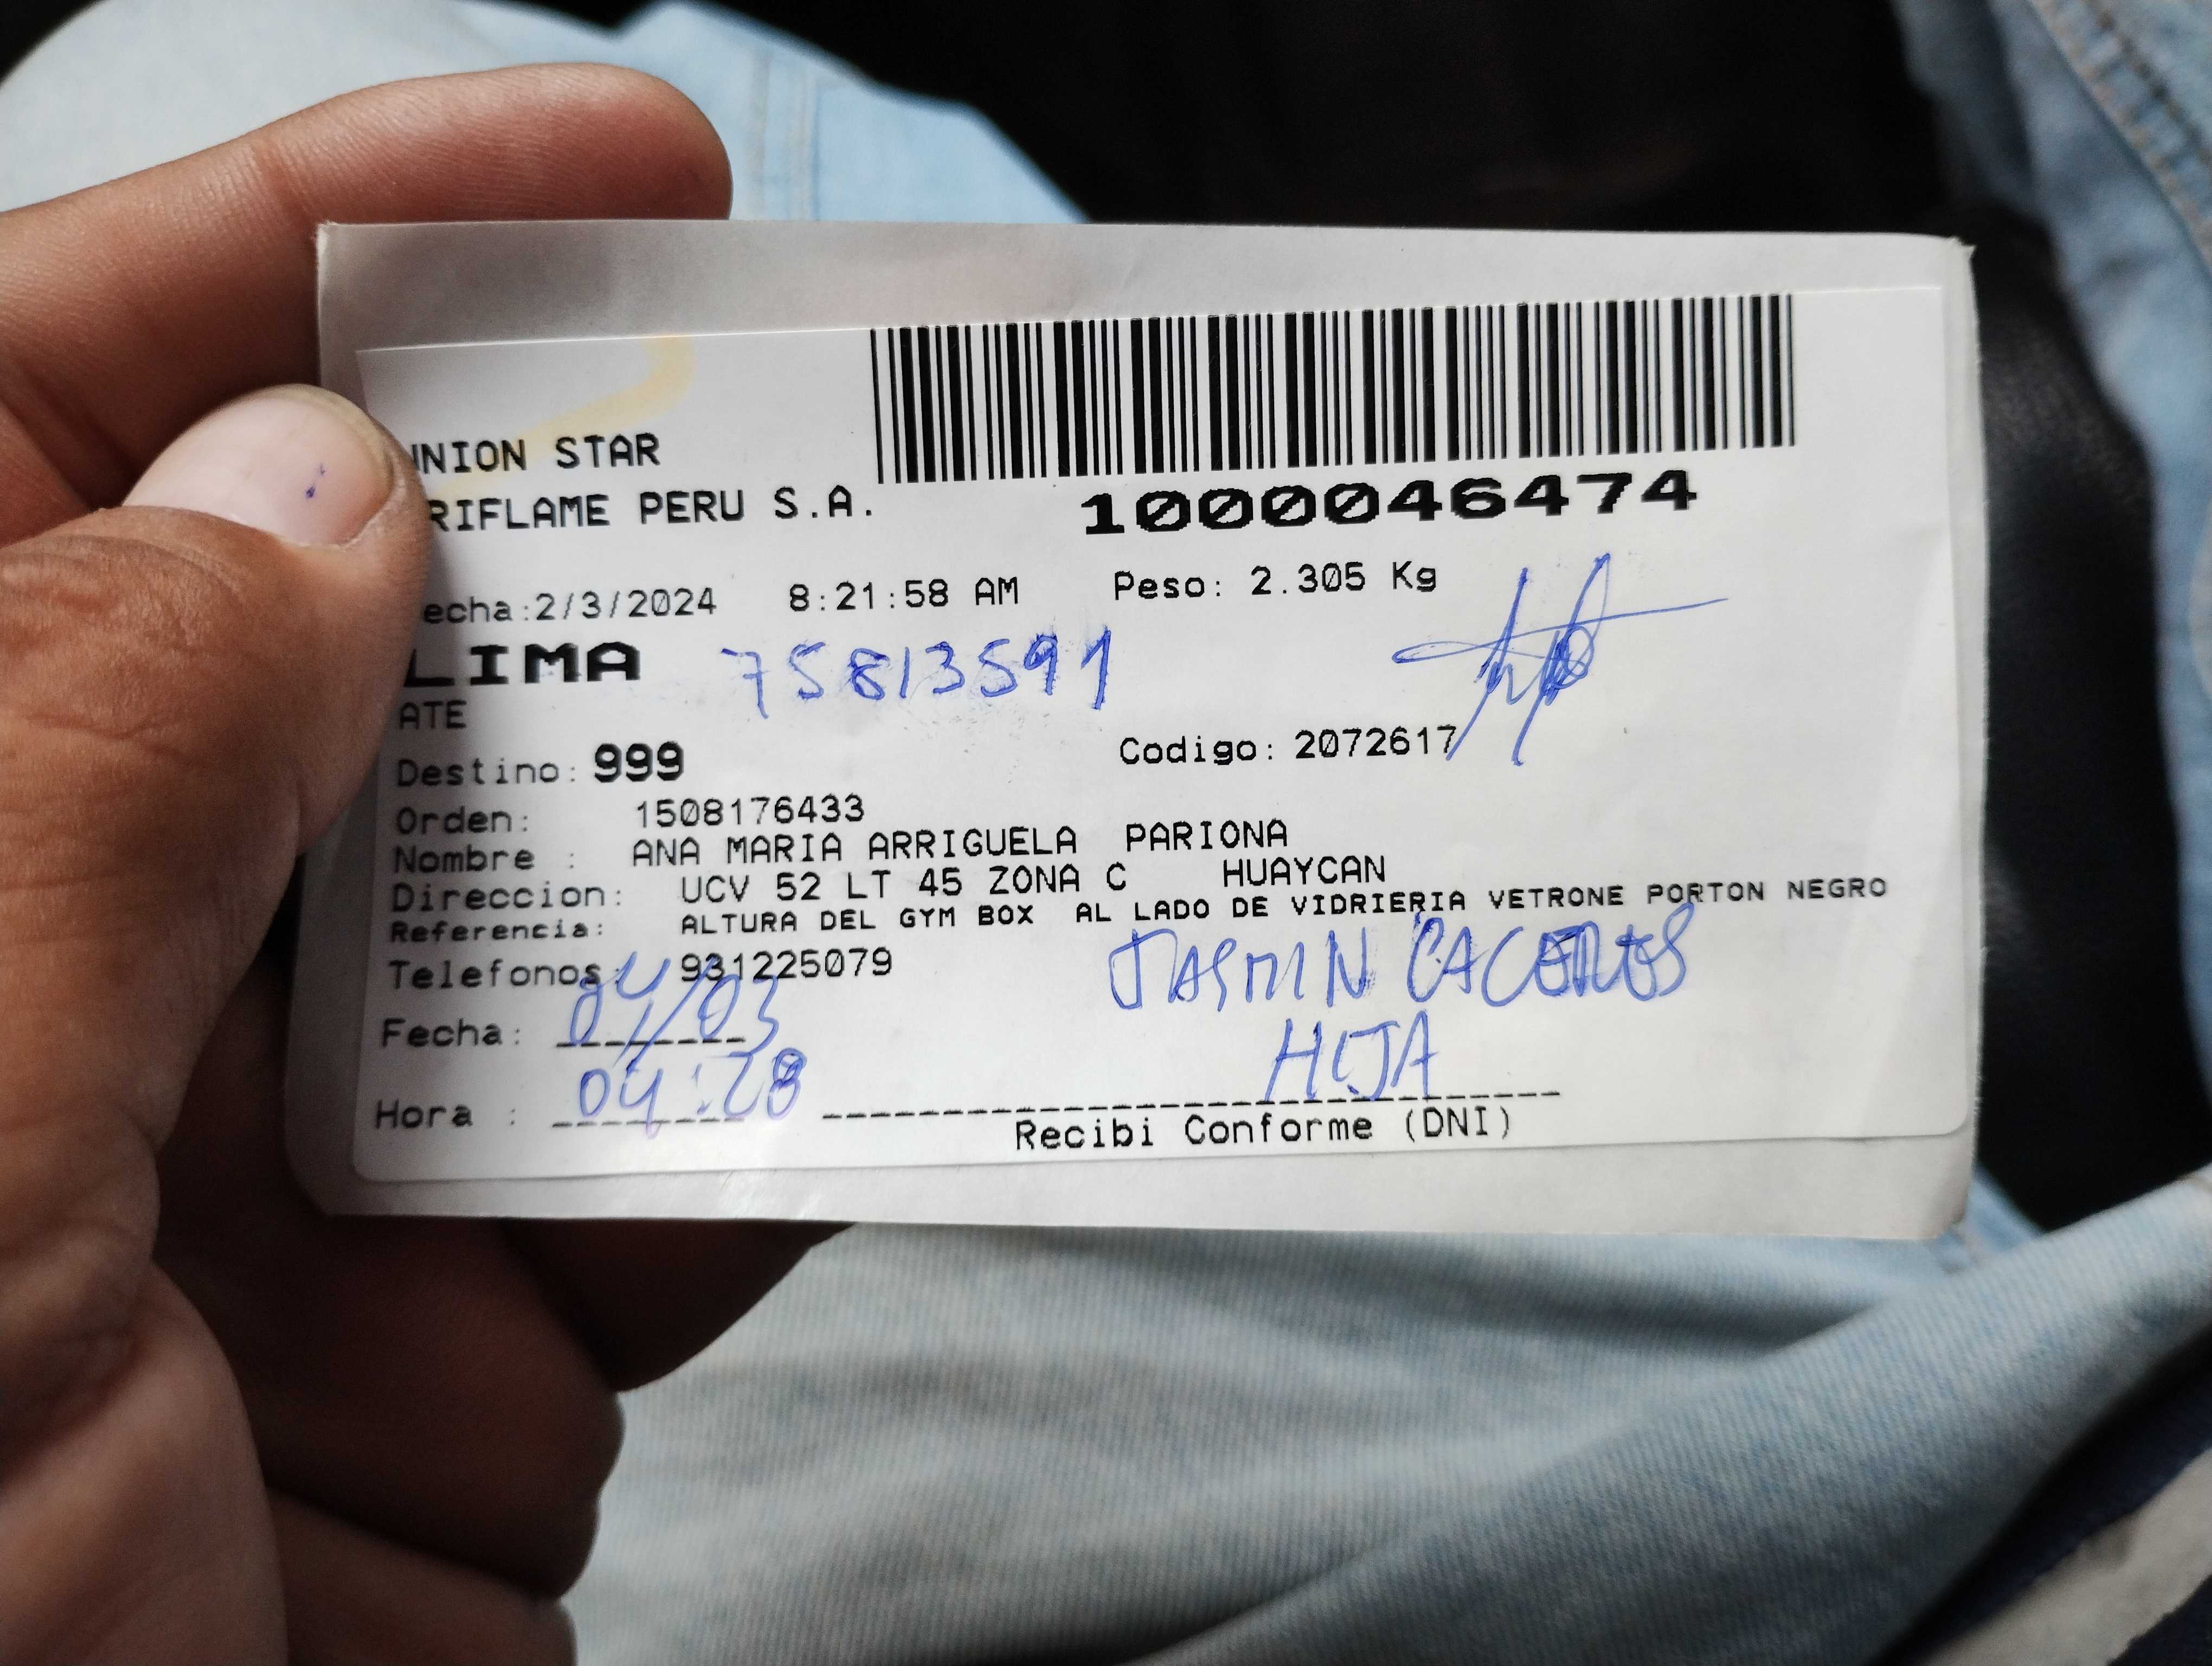 UNION STAR
RIFLAME PERU S.A.
1000046474
echa:2/3/2024 8:21:58 AM Peso: 2.305 Kg
LIMA 75813591
ATE
Destino: 999 Codigo: 2072617
Orden: 1508176433
Nombre : ANA MARIA ARRIGUELA PARIONA
Direccion: UCV 52 LT 45 ZONA C HUAYCAN
Referencia: ALTURA DEL GYM BOX AL LADO DE VIDRIERIA VETRONE PORTON NEGRO
Telefonos: 931225079 JASMIN CACERES
Fecha: 04/03 HIJA
Hora : 04:28
Recibi Conforme (DNI)